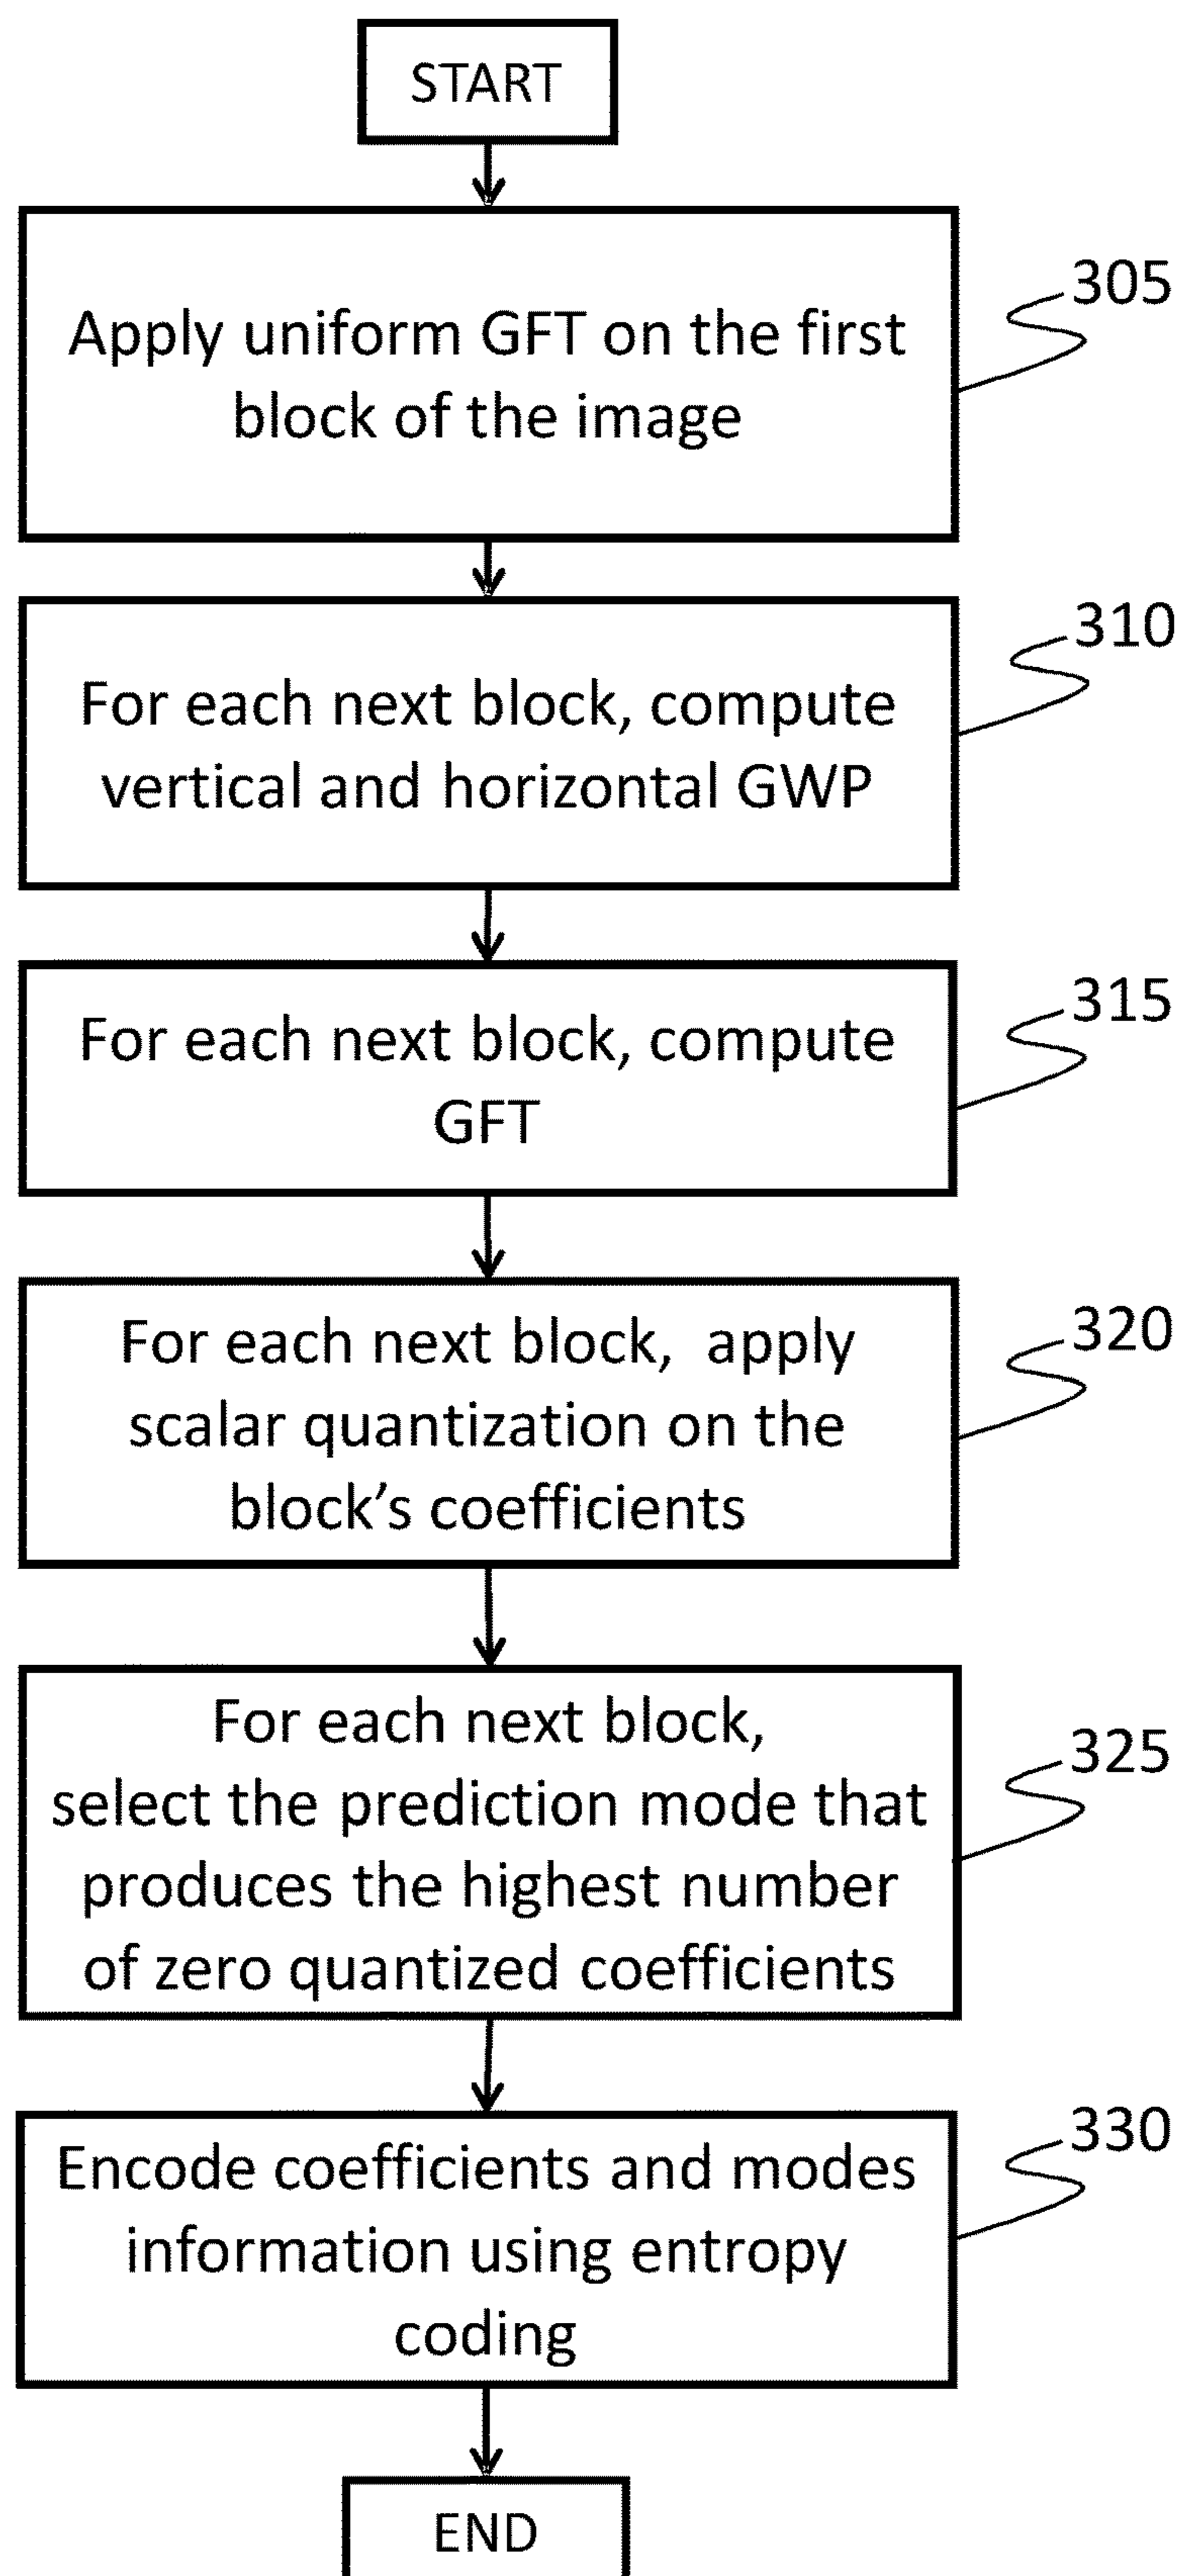 START
305
Apply uniform GFT on the first
block of the image
310
For each next block, compute
vertical and horizontal GWP
315
For each next block, compute
GFT
320
For each next block, apply
scalar quantization on the
block’s coefficients
325
For each next block,
select the prediction mode that
produces the highest number
of zero quantized coefficients
330
Encode coefficients and modes
information using entropy
coding
END